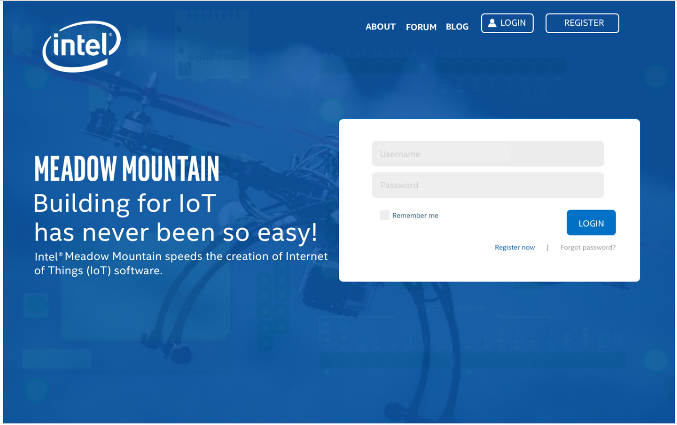 intel®
ABOUT FORUM BLOG LOGIN REGISTER
MEADOW MOUNTAIN
Building for IoT
has never been so easy!
Intel® Meadow Mountain speeds the creation of Internet
of Things (IoT) software.
Username
Password
Remember me
LOGIN
Register now | Forgot password?